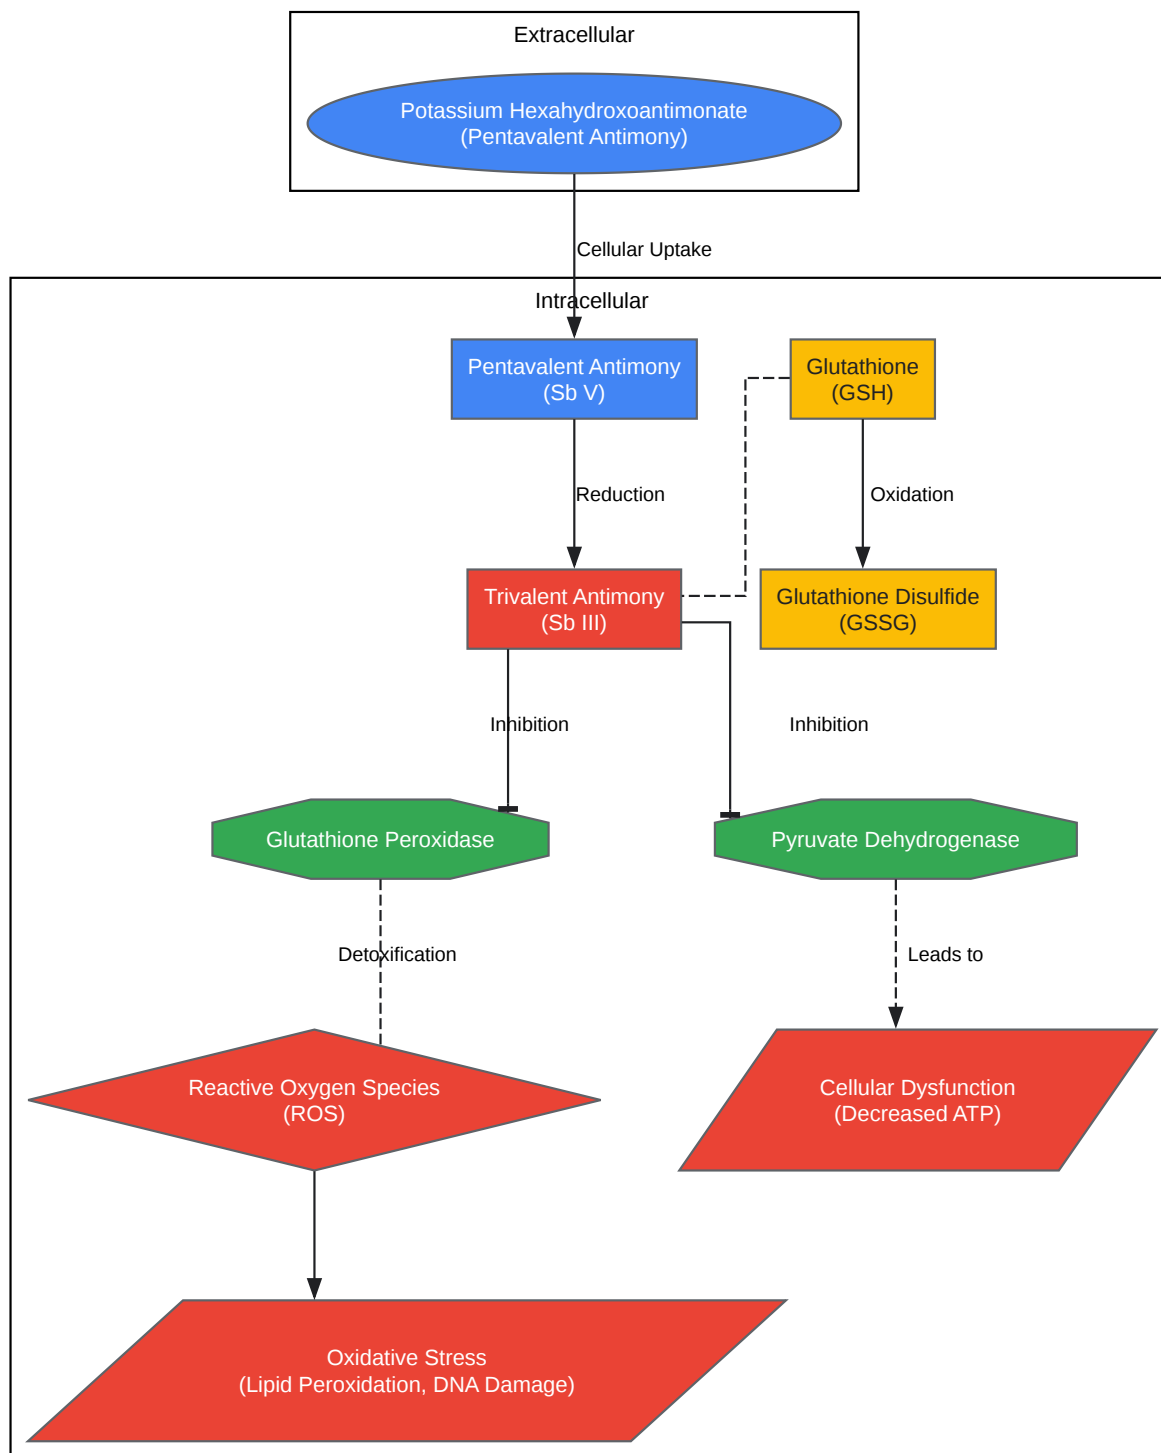 Extracellular
Potassium Hexahydroxoantimonate
(Pentavalent Antimony)
Cellular Uptake
Intracellular
Pentavalent Antimony
(Sb V)
Glutathione
(GSH)
Reduction
Oxidation
Trivalent Antimony
(Sb III)
Glutathione Disulfide
(GSSG)
Inhibition
Inhibition
Glutathione Peroxidase
Pyruvate Dehydrogenase
Detoxification
Leads to
Reactive Oxygen Species
(ROS)
Cellular Dysfunction
(Decreased ATP)
Oxidative Stress
(Lipid Peroxidation, DNA Damage)